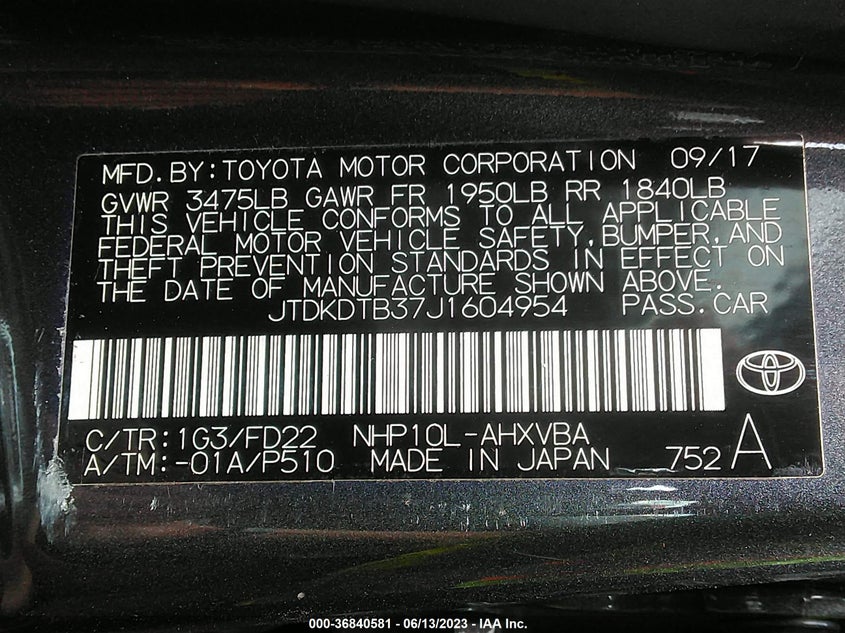 MFD.BY:TOYOTA MOTOR CORPORATION 09/17
GVWR 3475LB GAWR FR 1950LB RR 1840LB
THIS VEHICLE CONFORMS TO ALL APPLICABLE
FEDERAL MOTOR VEHICLE SAFETY,BUMPER,AND
THEFT PREVENTION STANDARDS IN EFFECT ON
THE DATE OF MANUFACTURE SHOWN ABOVE.
JTDKDTB37J1604954 PASS.CAR
C/TR:1G3/FD22 NHP10L-AHXVBA
A/TM:-01A/P510 MADE IN JAPAN 752 A
000-36840581 - 06/13/2023 - IAA Inc.